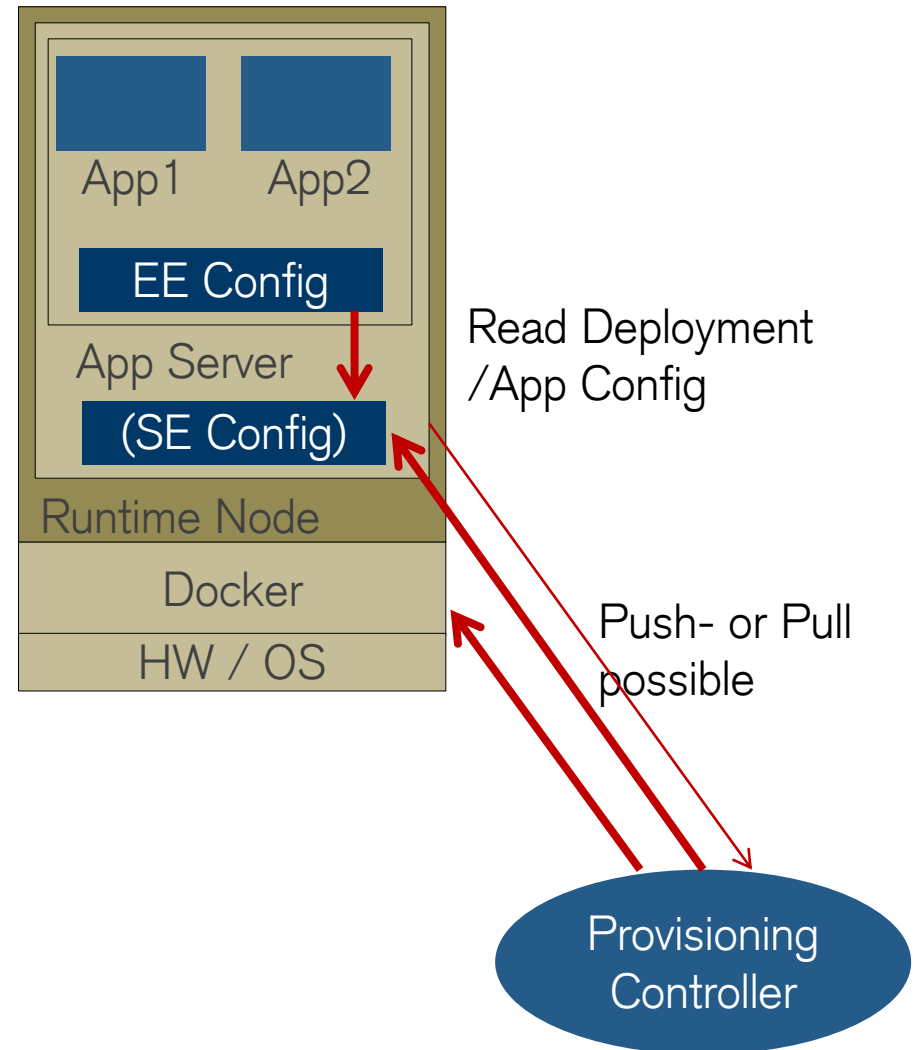 App1
App2
EE Config
App Server
(SE Config)
Runtime Node
Docker
HW / OS
Read Deployment
/App Config
Push- or Pull
possible
Provisioning
Controller